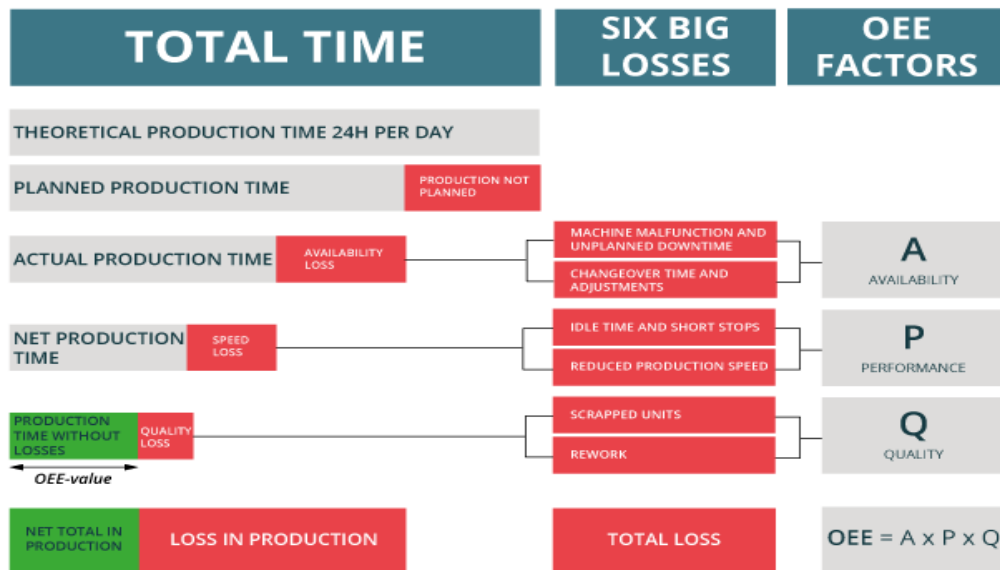 TOTAL TIME
SIX BIG
LOSSES
OEE
FACTORS
THEORETICAL PRODUCTION TIME 24H PER DAY
PLANNED PRODUCTION TIME
PRODUCTION NOT
PLANNED
ACTUAL PRODUCTION TIME
AVAILABILITY
LOSS
MACHINE MALFUNCTION AND
UNPLANNED DOWNTIME
CHANGEOVER TIME AND
ADJUSTMENTS
A
AVAILABILITY
NET PRODUCTION
TIME
SPEED
LOSS
IDLE TIME AND SHORT STOPS
REDUCED PRODUCTION SPEED
P
PERFORMANCE
PRODUCTION
TIME WITHOUT
LOSSES
QUALITY
LOSS
SCRAPPED UNITS
REWORK
Q
QUALITY
OEE-value
NET TOTAL IN
PRODUCTION
LOSS IN PRODUCTION
TOTAL LOSS
OEE = A x P x Q